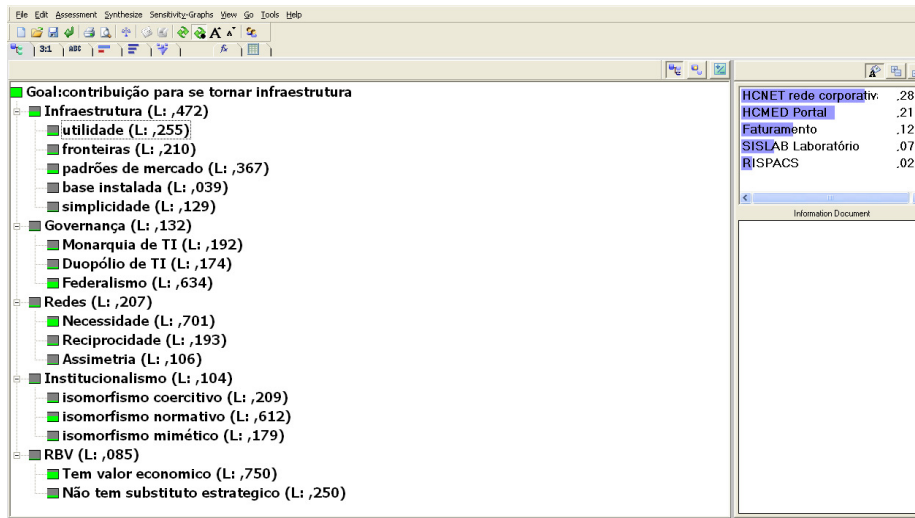 File Edit Assessment Synthesize Sensitivity-Graphs View Go Tools Help
3:1 ABC
Goal:contribuição para se tornar infraestrutura
Infraestrutura (L: ,472)
utilidade (L: ,255)
fronteiras (L: ,210)
padrões de mercado (L: ,367)
base instalada (L: ,039)
simplicidade (L: ,129)
Governança (L: ,132)
Monarquia de TI (L: ,192)
Duopólio de TI (L: ,174)
Federalismo (L: ,634)
Redes (L: ,207)
Necessidade (L: ,701)
Reciprocidade (L: ,193)
Assimetria (L: ,106)
Institucionalismo (L: ,104)
isomorfismo coercitivo (L: ,209)
isomorfismo normativo (L: ,612)
isomorfismo mimético (L: ,179)
RBV (L: ,085)
Tem valor economico (L: ,750)
Não tem substituto estrategico (L: ,250)
HCNET rede corporativ: ,28
HCMED Portal ,21
Faturamento ,12
SISLAB Laboratório ,07
RISPACS ,02
Information Document